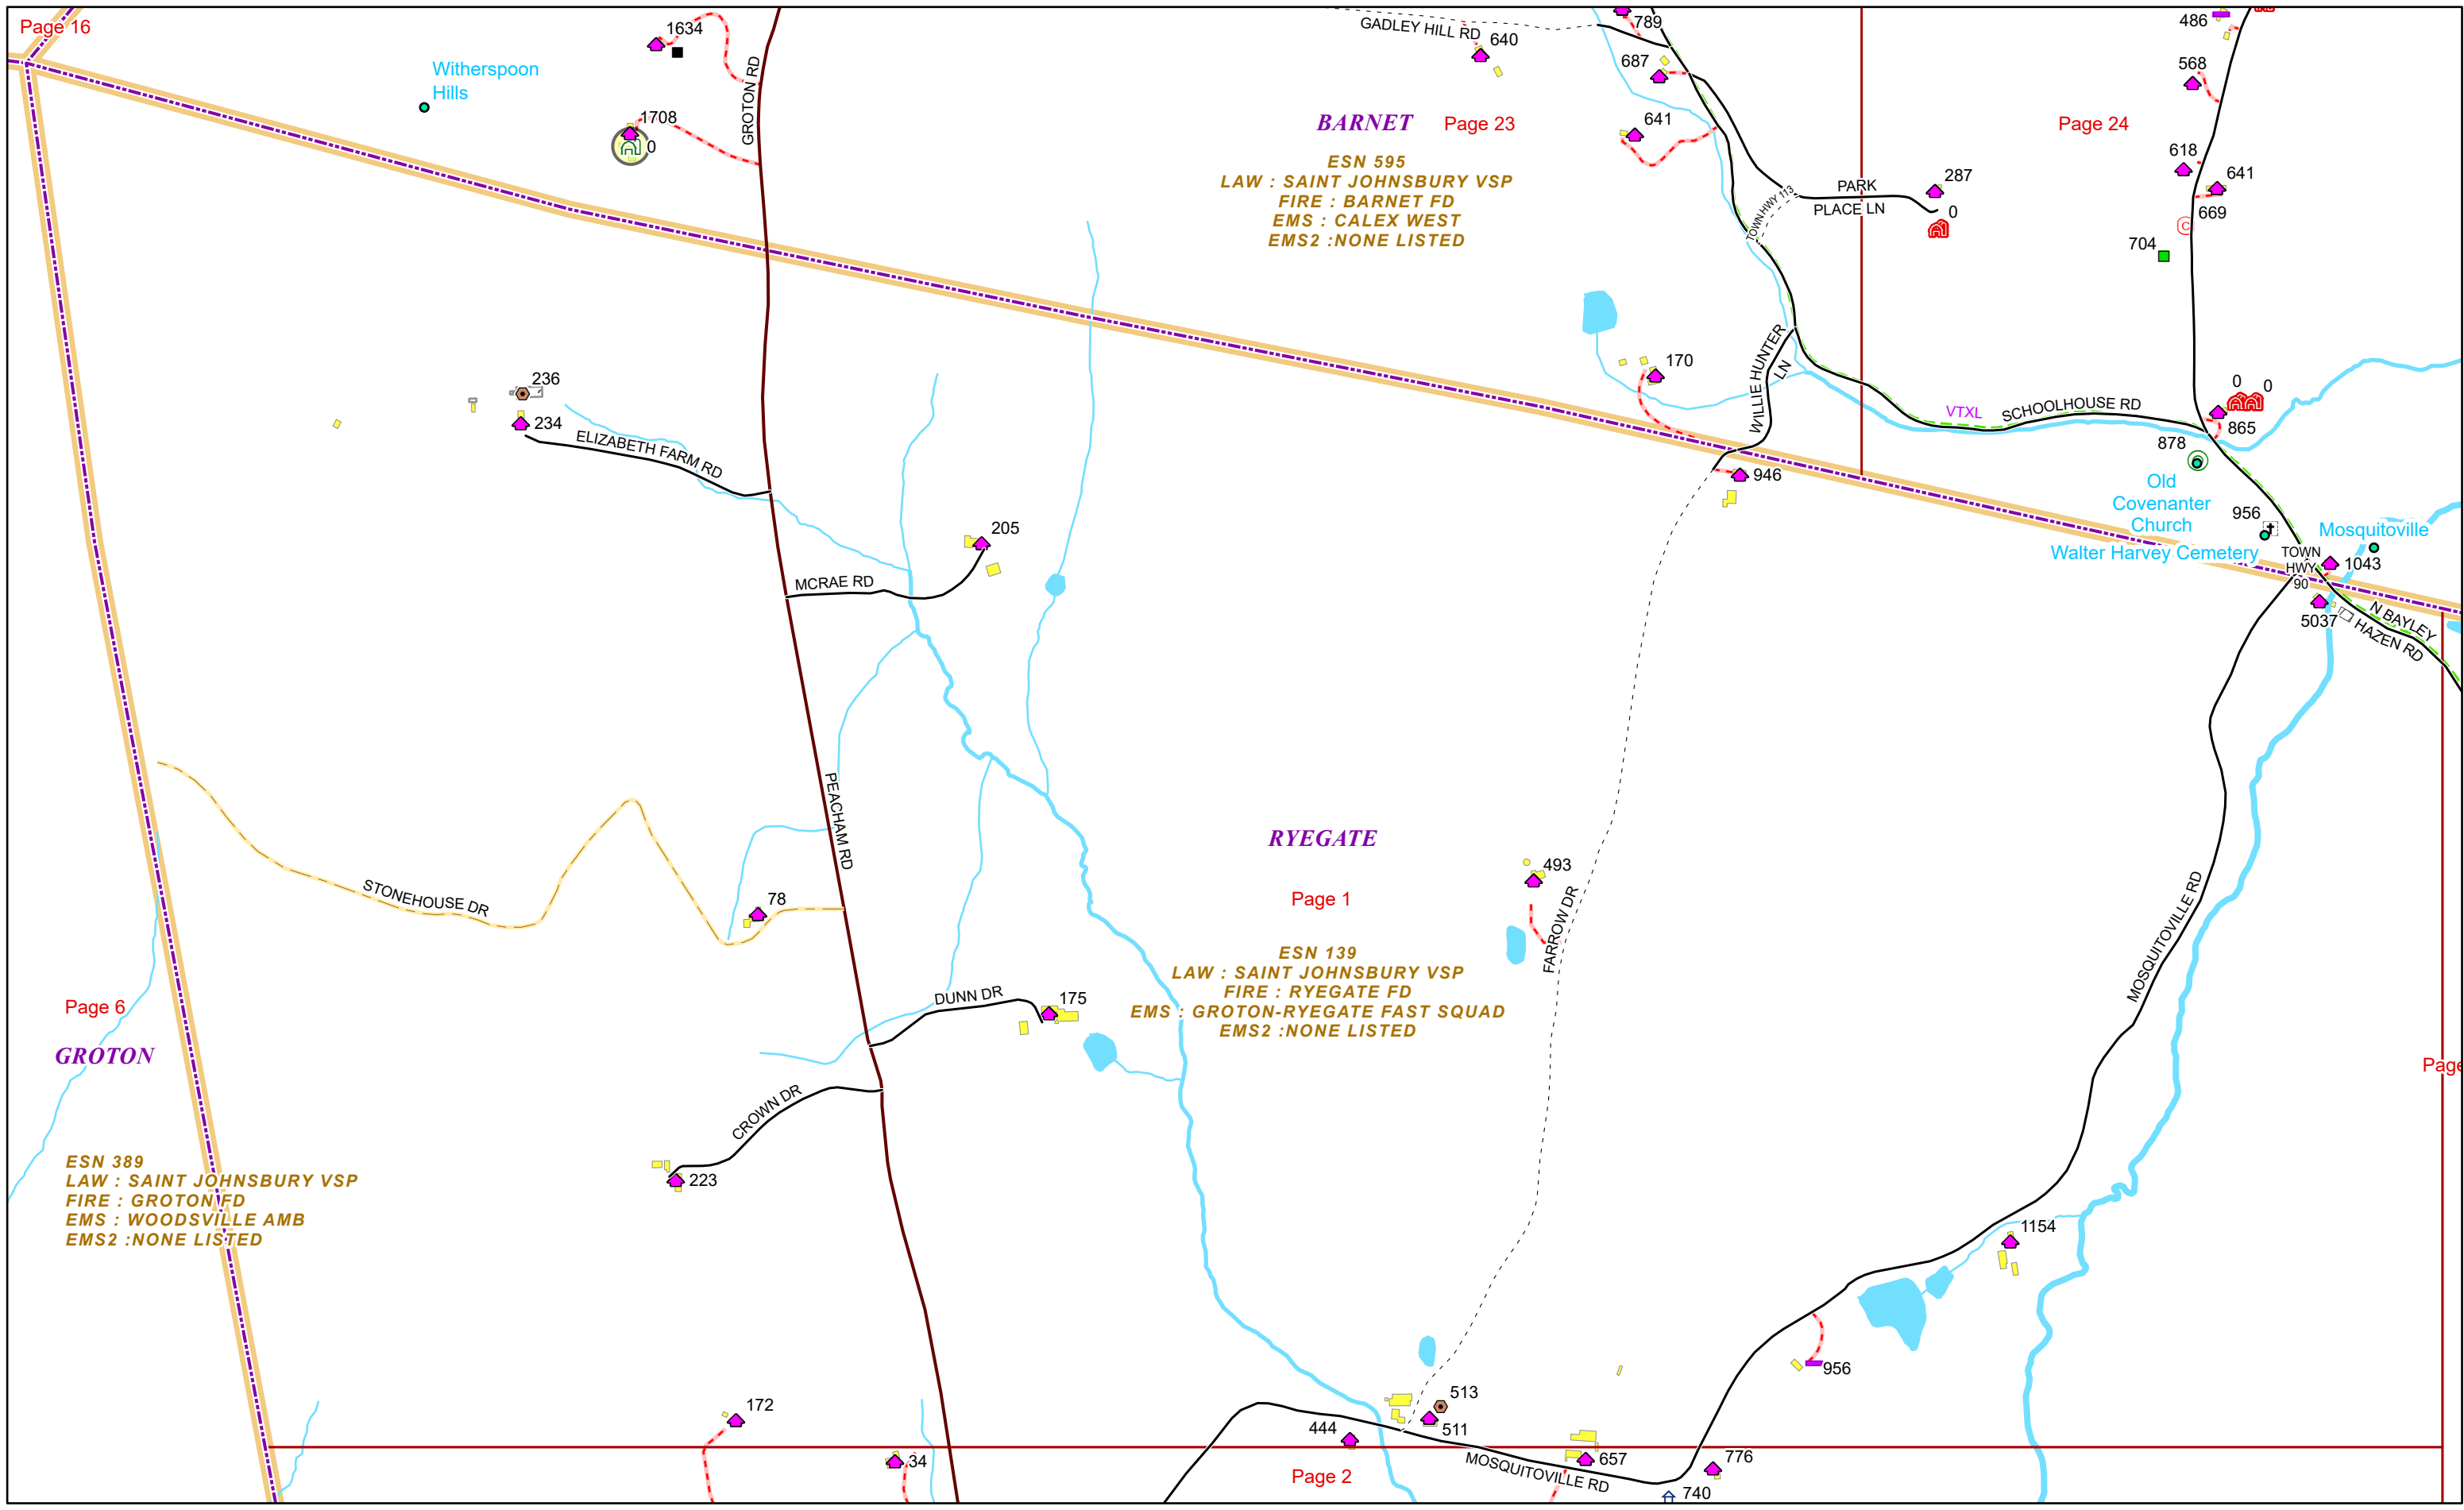 Page 16
1634
GROTON RD
Witherspoon
Hills
1708
0
GADLEY HILL RD
640
789
687
641
BARNET
Page 23
ESN 595
LAW : SAINT JOHNSBURY VSP
FIRE : BARNET FD
EMS : CALEX WEST
EMS2 :NONE LISTED
486
568
Page 24
618
641
669
704
TOWN HWY 113
PARK
PLACE LN
287
0
170
WILLIE HUNTER
LN
VTXL
SCHOOLHOUSE RD
0
0
865
878
946
Old
Covenanter
Church
956
Mosquitoville
Walter Harvey Cemetery
TOWN
HWY
90
1043
5037
N BAYLEY
HAZEN RD
236
234
ELIZABETH FARM RD
205
MCRAE RD
PEACHAM RD
STONEHOUSE DR
78
RYEGATE
Page 1
ESN 139
LAW : SAINT JOHNSBURY VSP
FIRE : RYEGATE FD
EMS : GROTON-RYEGATE FAST SQUAD
EMS2 :NONE LISTED
493
FARROW DR
MOSQUITOVILLE RD
Page 6
GROTON
DUNN DR
175
Page
CROWN DR
223
ESN 389
LAW : SAINT JOHNSBURY VSP
FIRE : GROTON FD
EMS : WOODSVILLE AMB
EMS2 :NONE LISTED
1154
956
172
34
513
511
444
657
776
MOSQUITOVILLE RD
740
Page 2